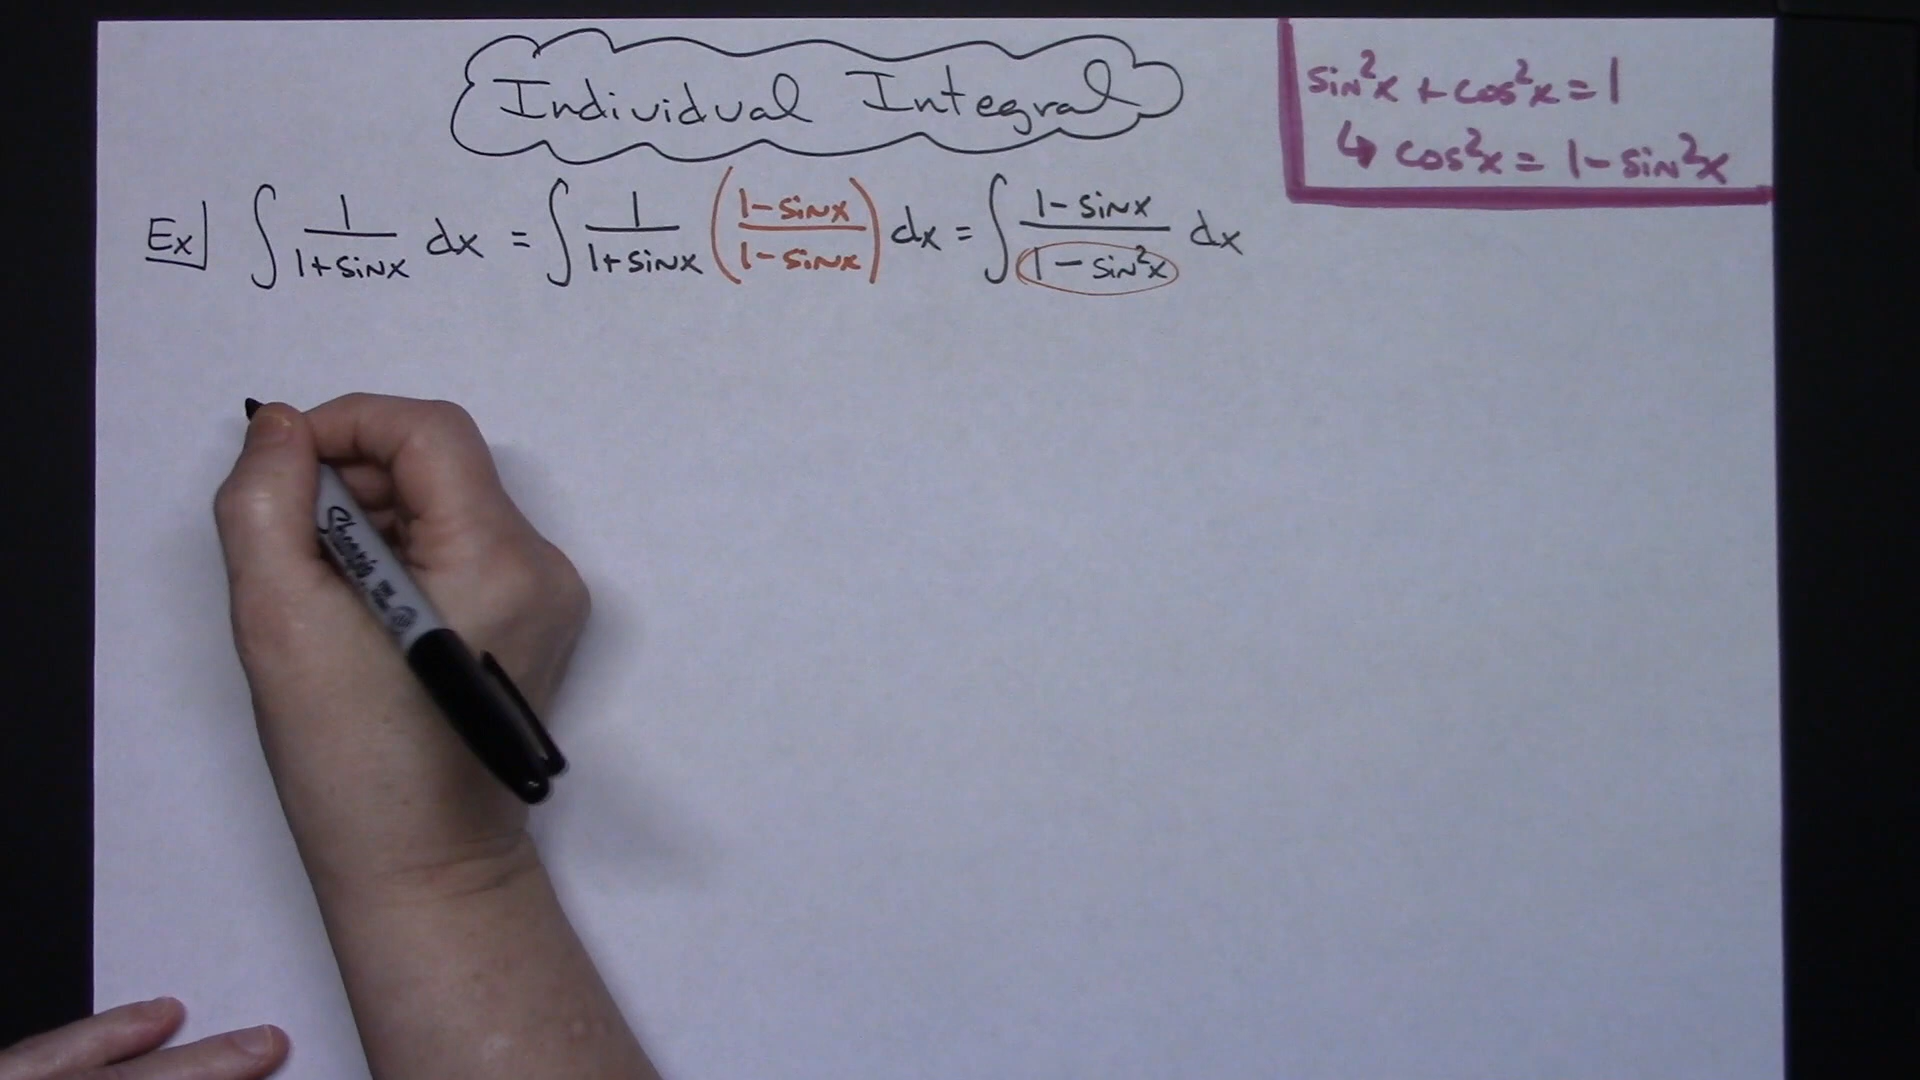 Individual Integral
sin²x + cos²x = 1
↳ cos²x = 1 - sin²x
Ex] ∫ 1/(1+sinx) dx = ∫ 1/(1+sinx) ((1-sinx)/(1-sinx)) dx = ∫ (1-sinx)/(1-sin²x) dx
Sharpie